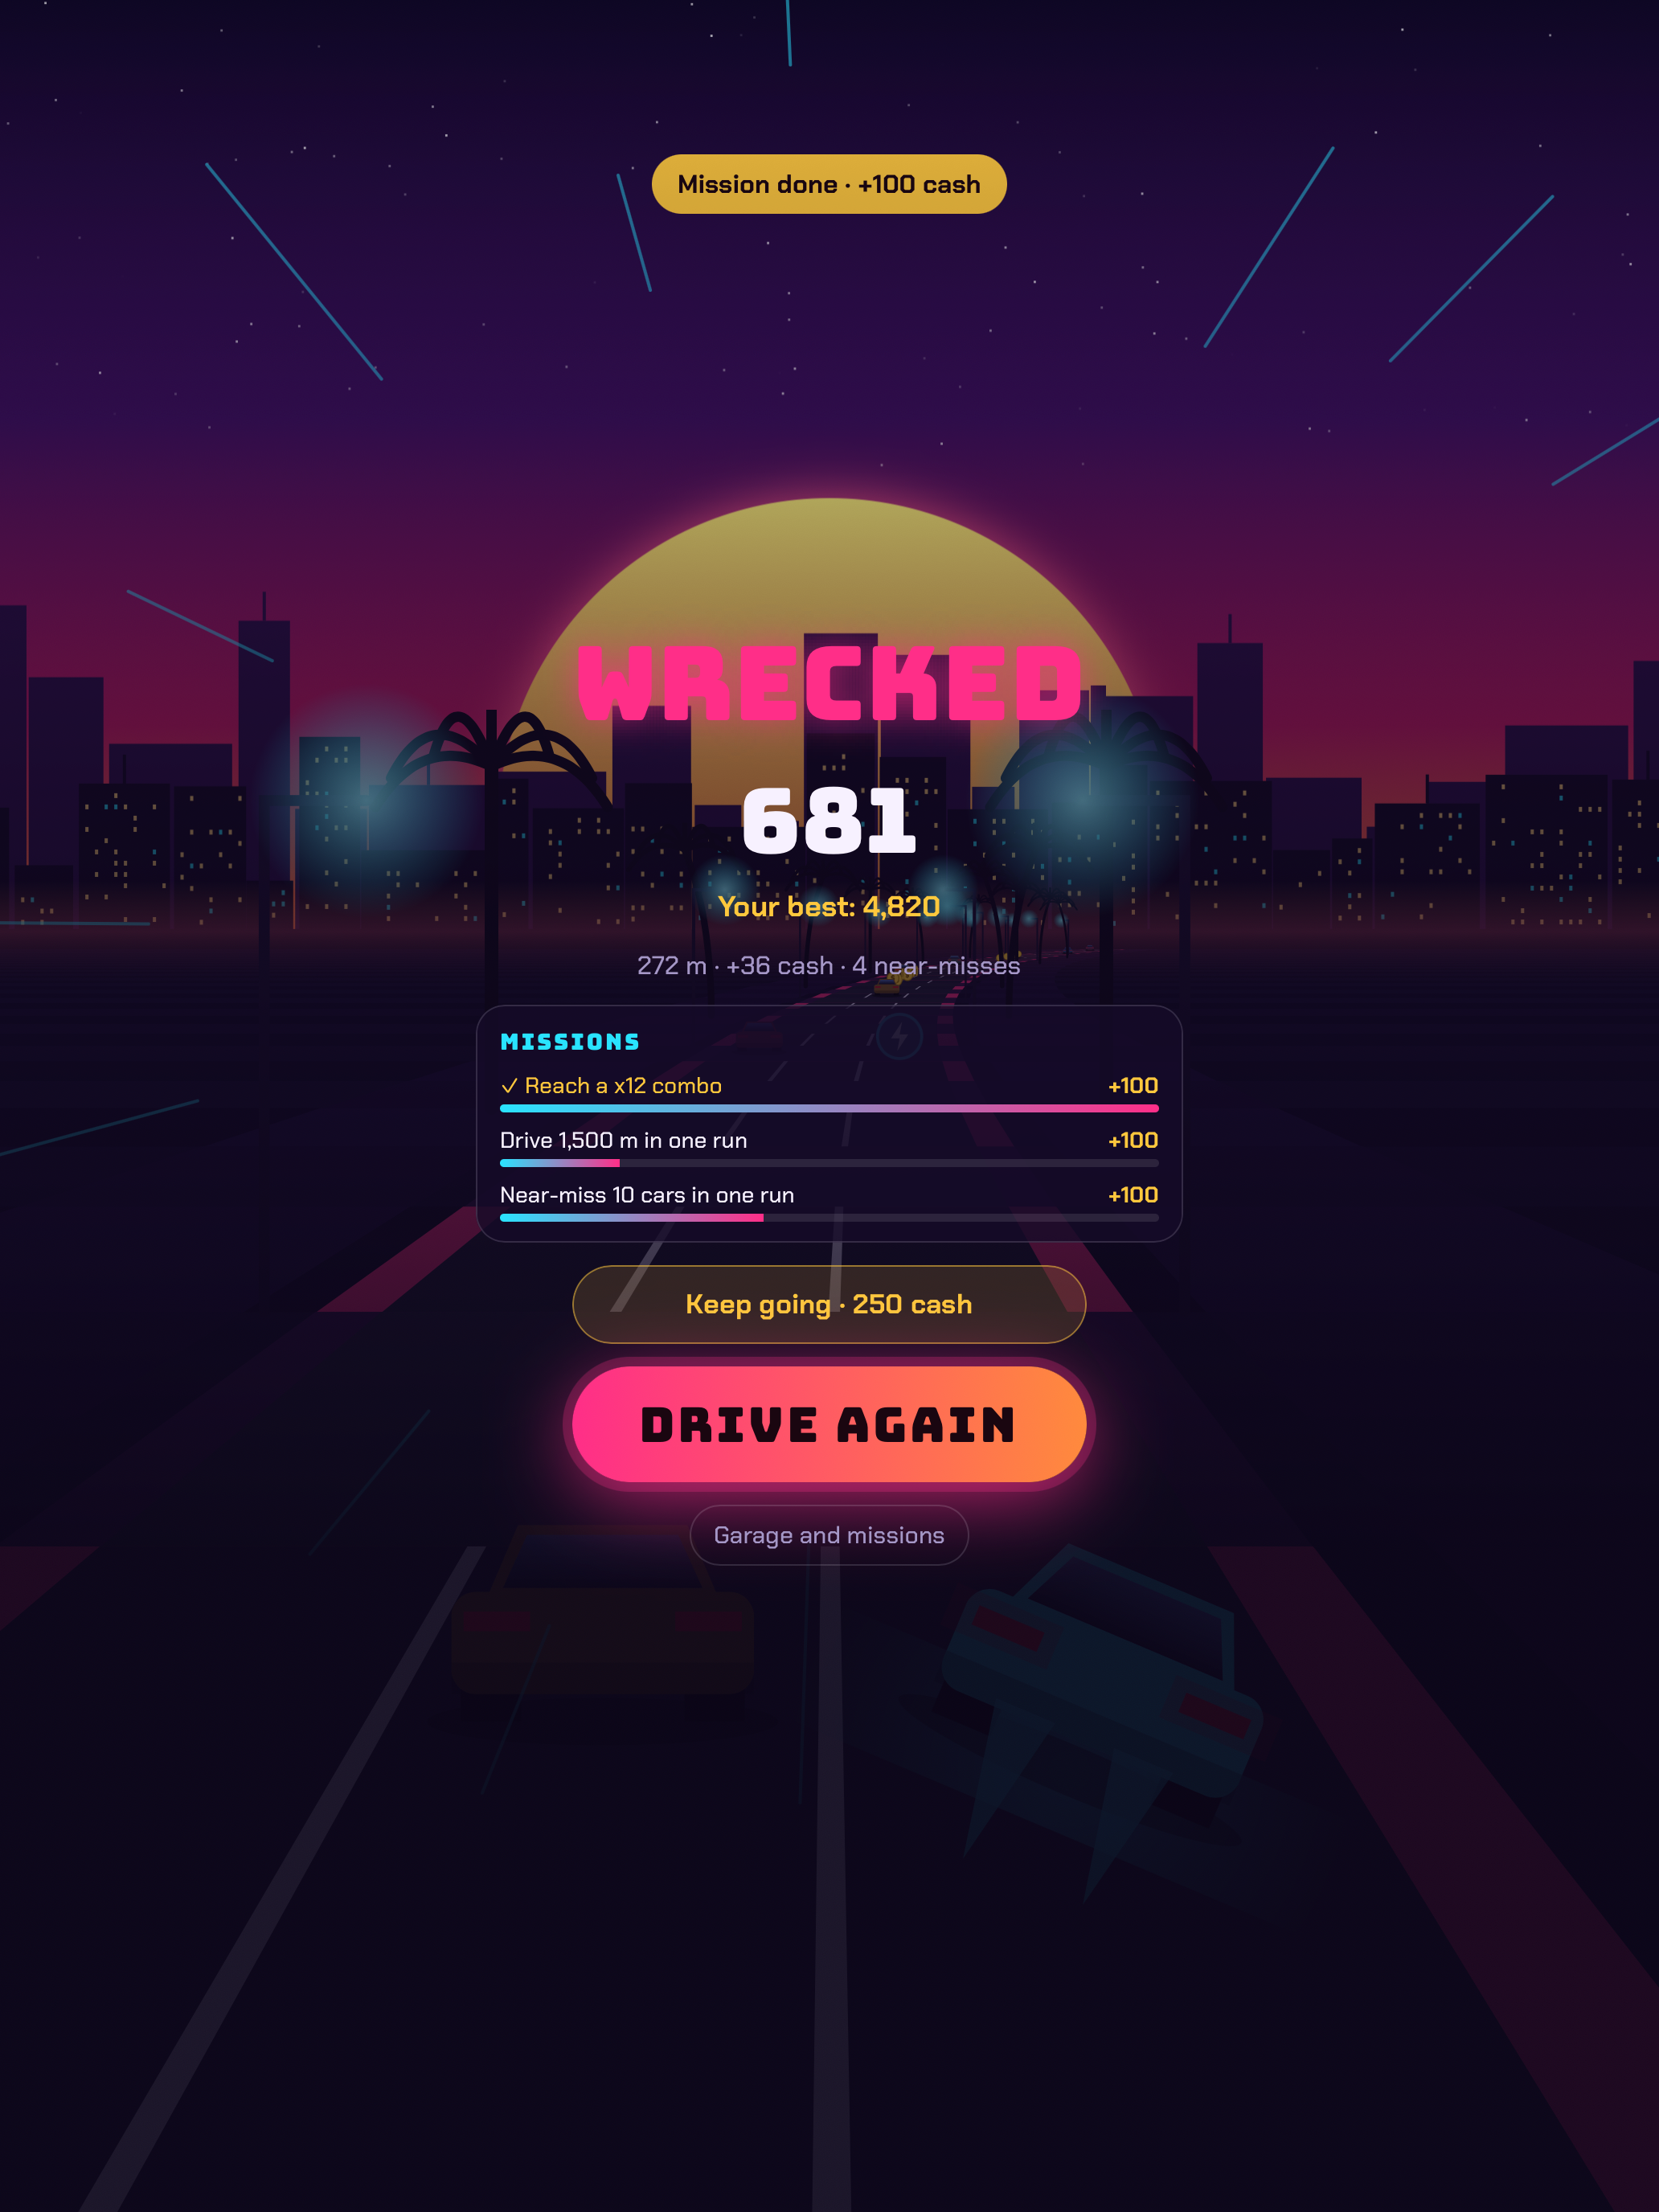 Mission done · +100 cash
WRECKED
681
Your best: 4,820
272 m · +36 cash · 4 near-misses
MISSIONS
✓ Reach a x12 combo +100
Drive 1,500 m in one run +100
Near-miss 10 cars in one run +100
Keep going · 250 cash
DRIVE AGAIN
Garage and missions